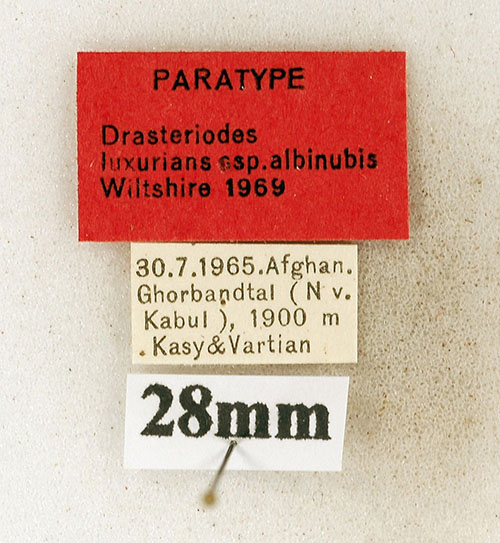 PARATYPE
Drasteriodes
luxurians ssp.albinubis
Wiltshire 1969
30.7.1965.Afghan.
Ghorbandtal (N v.
Kabul), 1900 m
.Kasy&Vartian
28mm